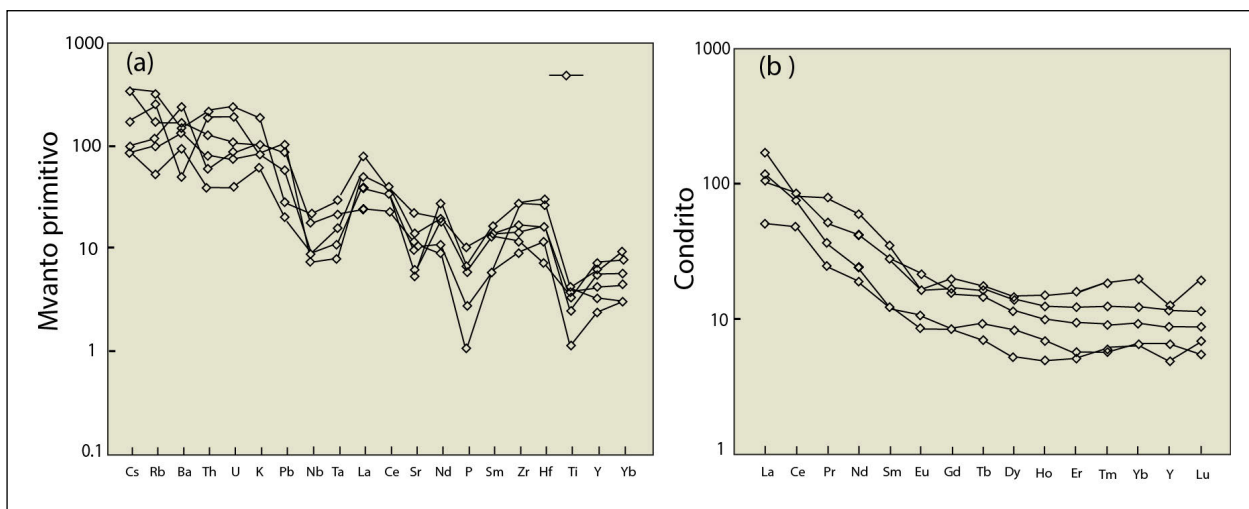 (a)
Mvanto primitivo
1000
100
10
1
0.1
Cs Rb Ba Th U K Pb Nb Ta La Ce Sr Nd P Sm Zr Hf Ti Y Yb
(b )
Condrito
1000
100
10
1
La Ce Pr Nd Sm Eu Gd Tb Dy Ho Er Tm Yb Y Lu